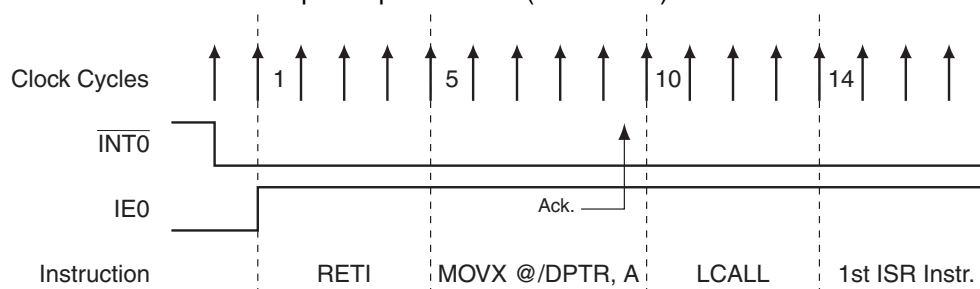 Clock Cycles 1 5 10 14
INT0
IE0
Ack.
Instruction RETI MOVX @/DPTR, A LCALL 1st ISR Instr.